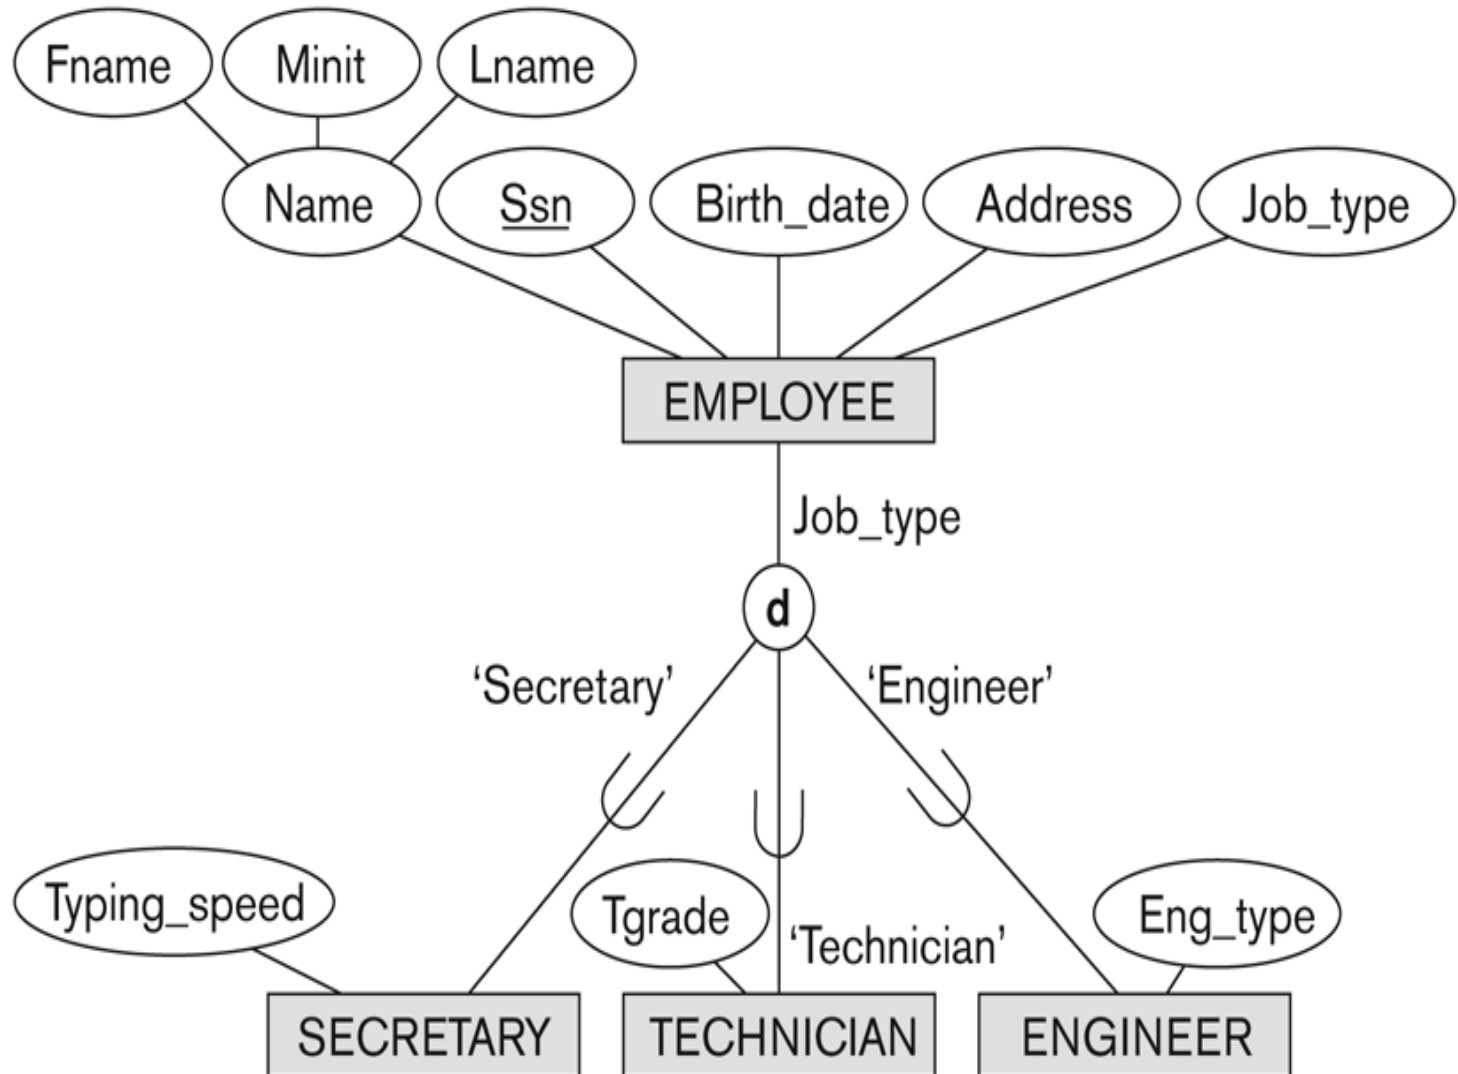 Fname
Minit
Lname
Name
Ssn
Birth_date
Address
Job_type
EMPLOYEE
Job_type
d
‘Secretary’
‘Engineer’
Typing_speed
Tgrade
‘Technician’
Eng_type
SECRETARY
TECHNICIAN
ENGINEER